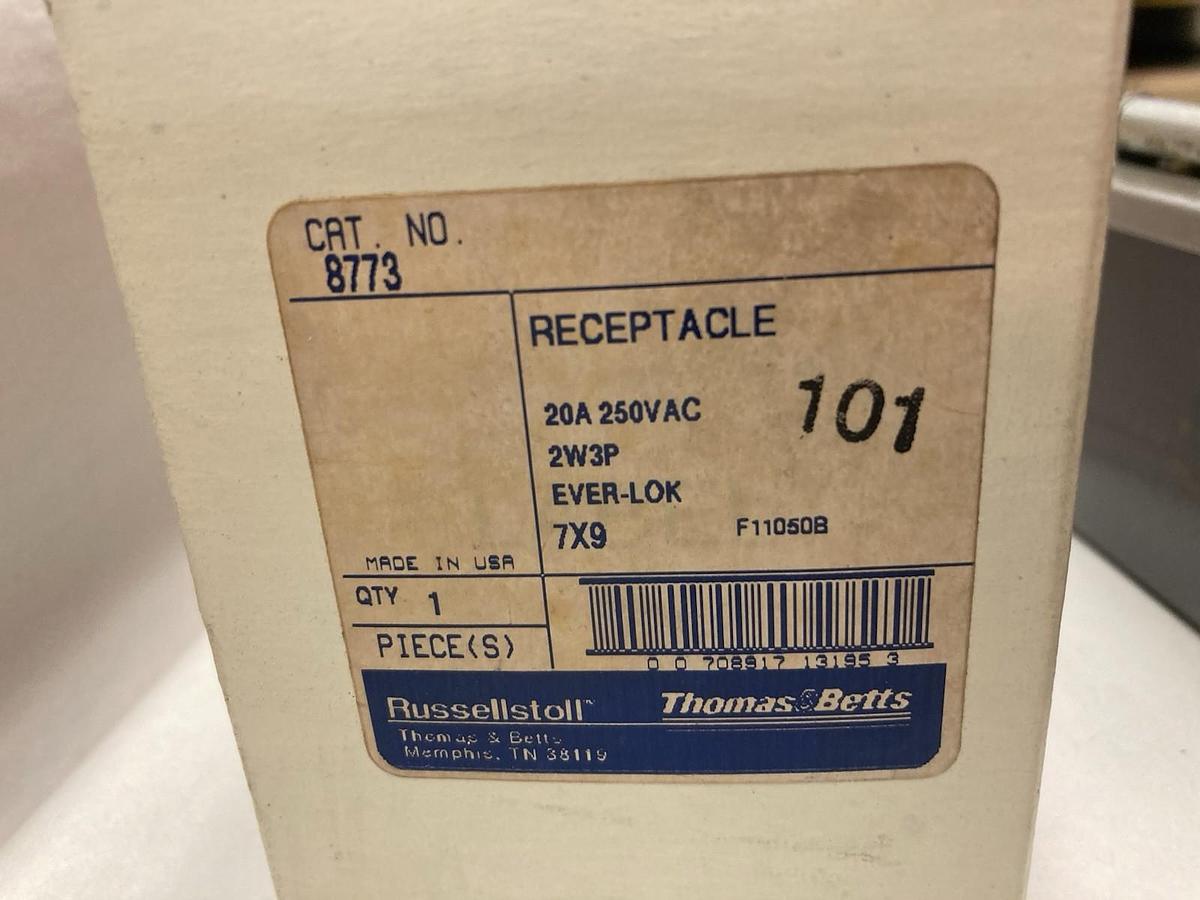 CAT. NO.
8773
RECEPTACLE
20A 250VAC
101
2W3P
EVER-LOK
7X9
F11050B
MADE IN USA
QTY 1
PIECE(S)
0 0 708917 13195 3
Russellstoll™
Thomas&Betts
Thomas & Betts
Memphis, TN 38119